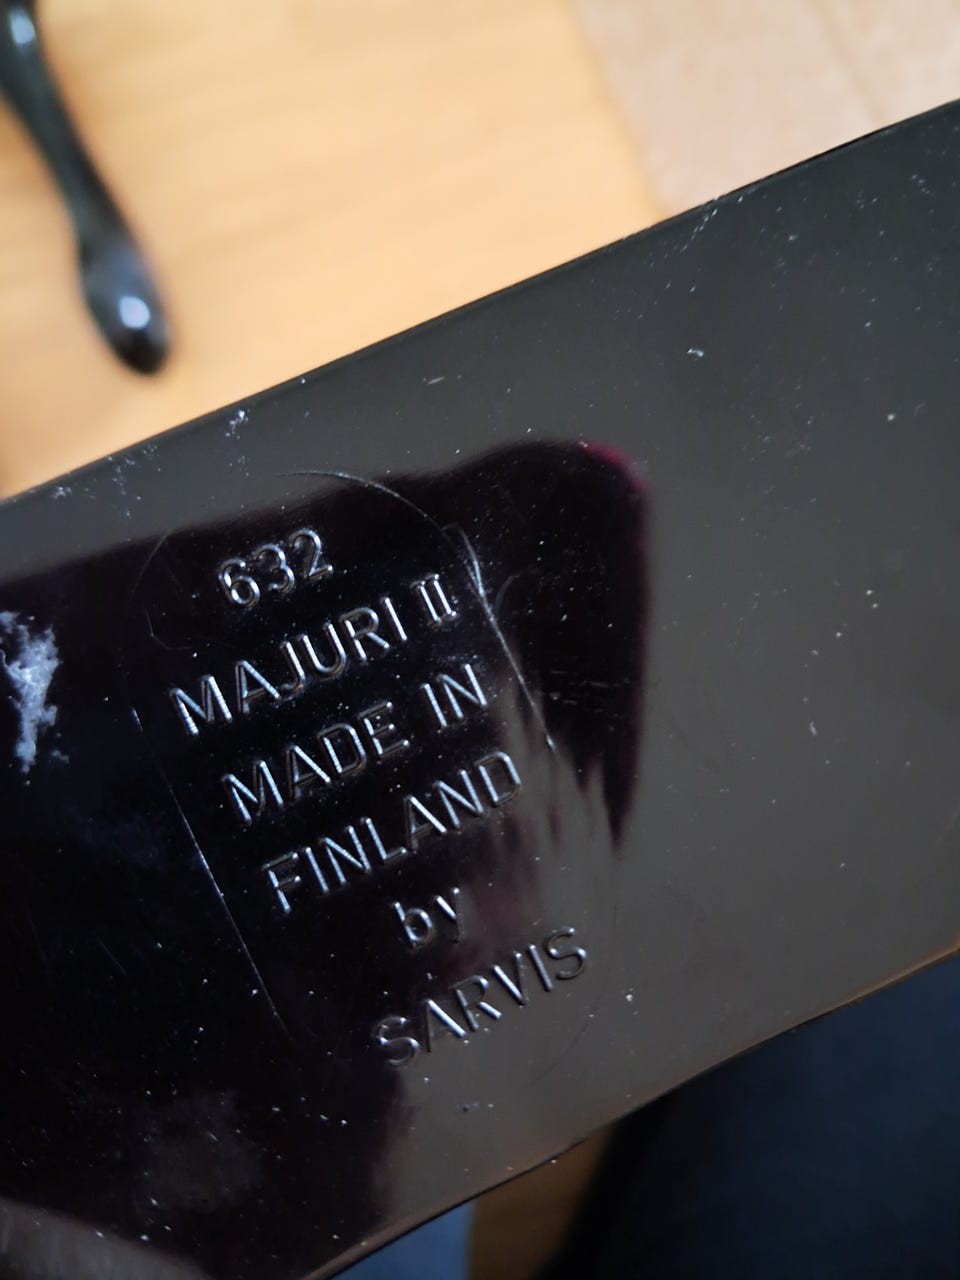 632
MAJURI II
MADE IN
FINLAND
by
SARVIS